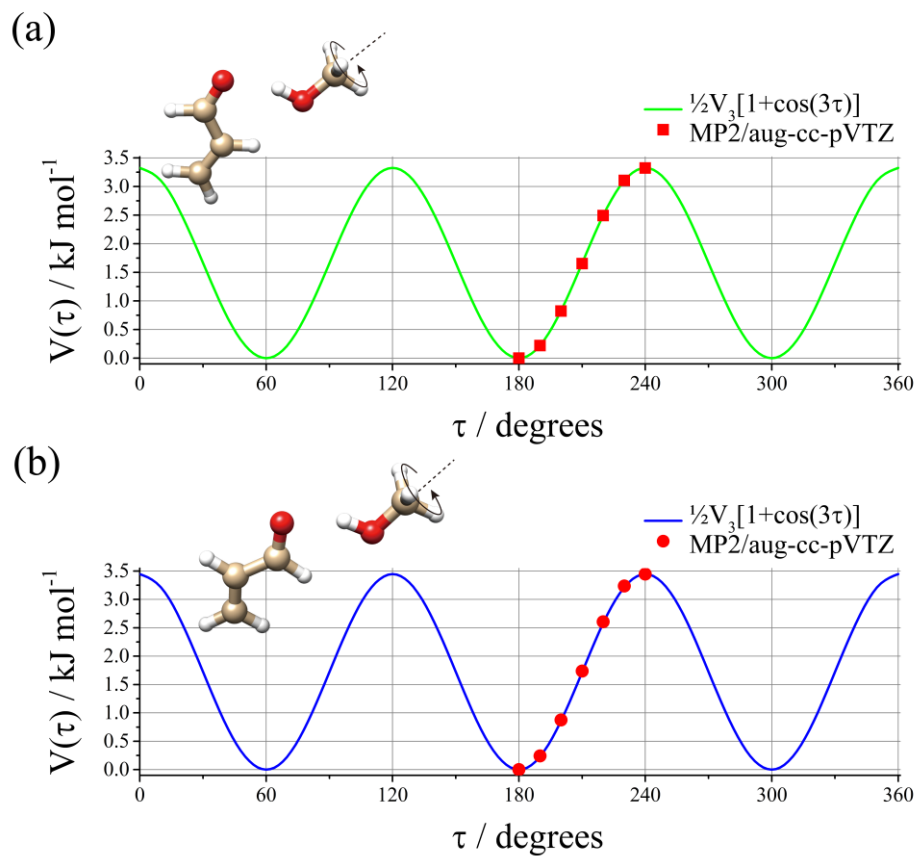 (a)
½V₃[1+cos(3τ)]
MP2/aug-cc-pVTZ
V(τ) / kJ mol⁻¹
3.5
3.0
2.5
2.0
1.5
1.0
0.5
0.0
0 60 120 180 240 300 360
τ / degrees
(b)
½V₃[1+cos(3τ)]
MP2/aug-cc-pVTZ
V(τ) / kJ mol⁻¹
3.5
3.0
2.5
2.0
1.5
1.0
0.5
0.0
0 60 120 180 240 300 360
τ / degrees